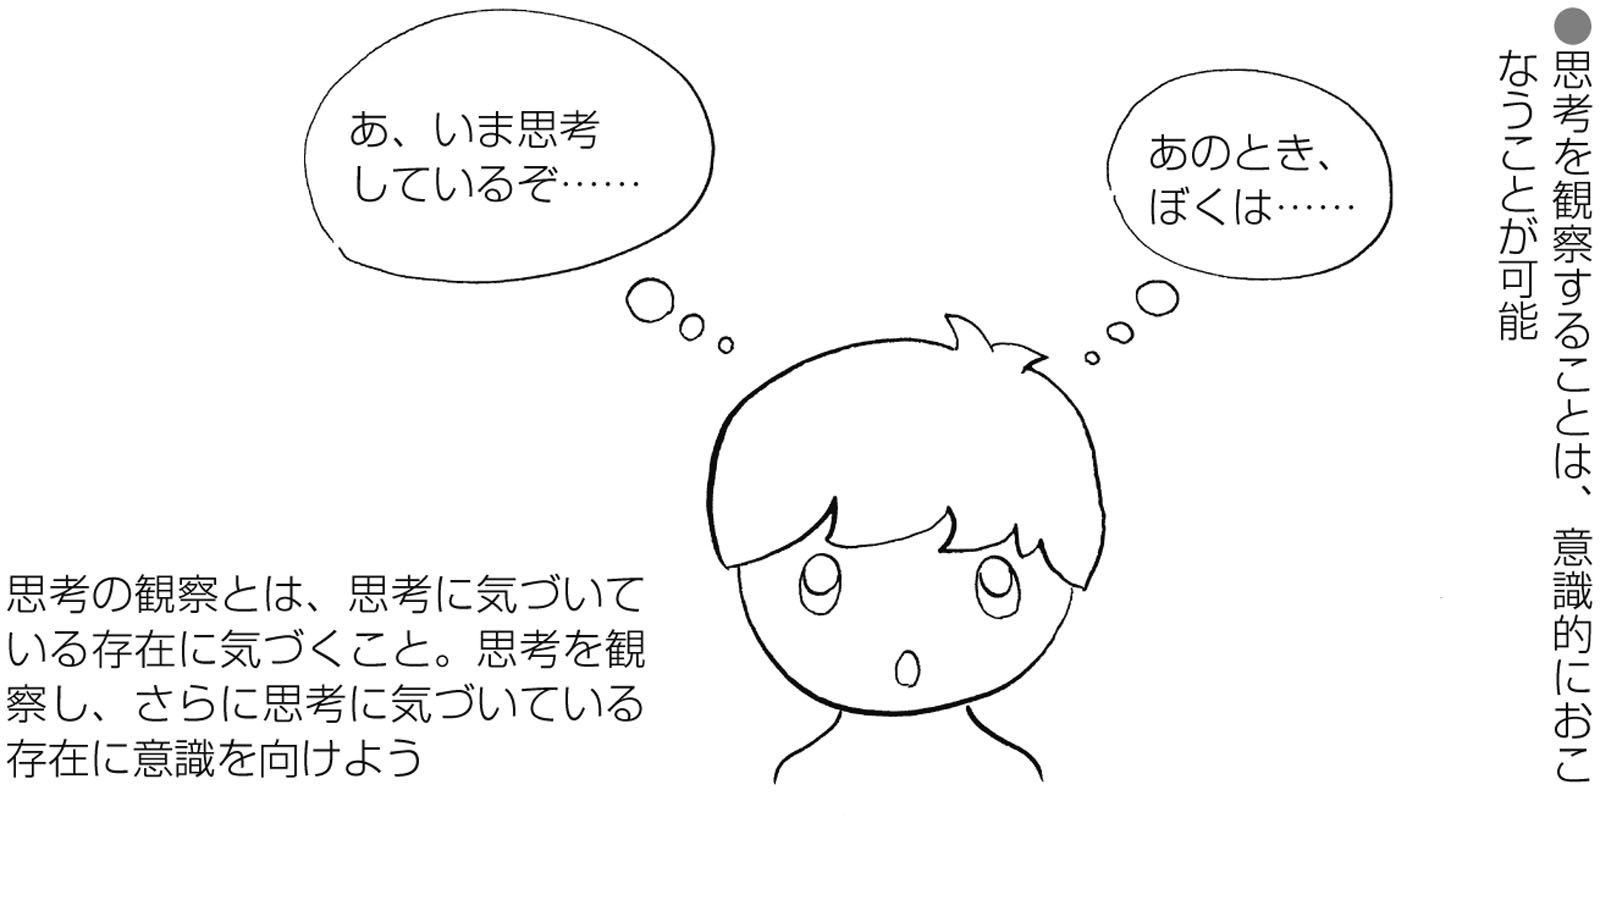 ●思考を観察することは、意識的におこ
なうことが可能
あのとき、
ぼくは……
あ、いま思考
しているぞ……
思考の観察とは、思考に気づいて
いる存在に気づくこと。思考を観
察し、さらに思考に気づいている
存在に意識を向けよう